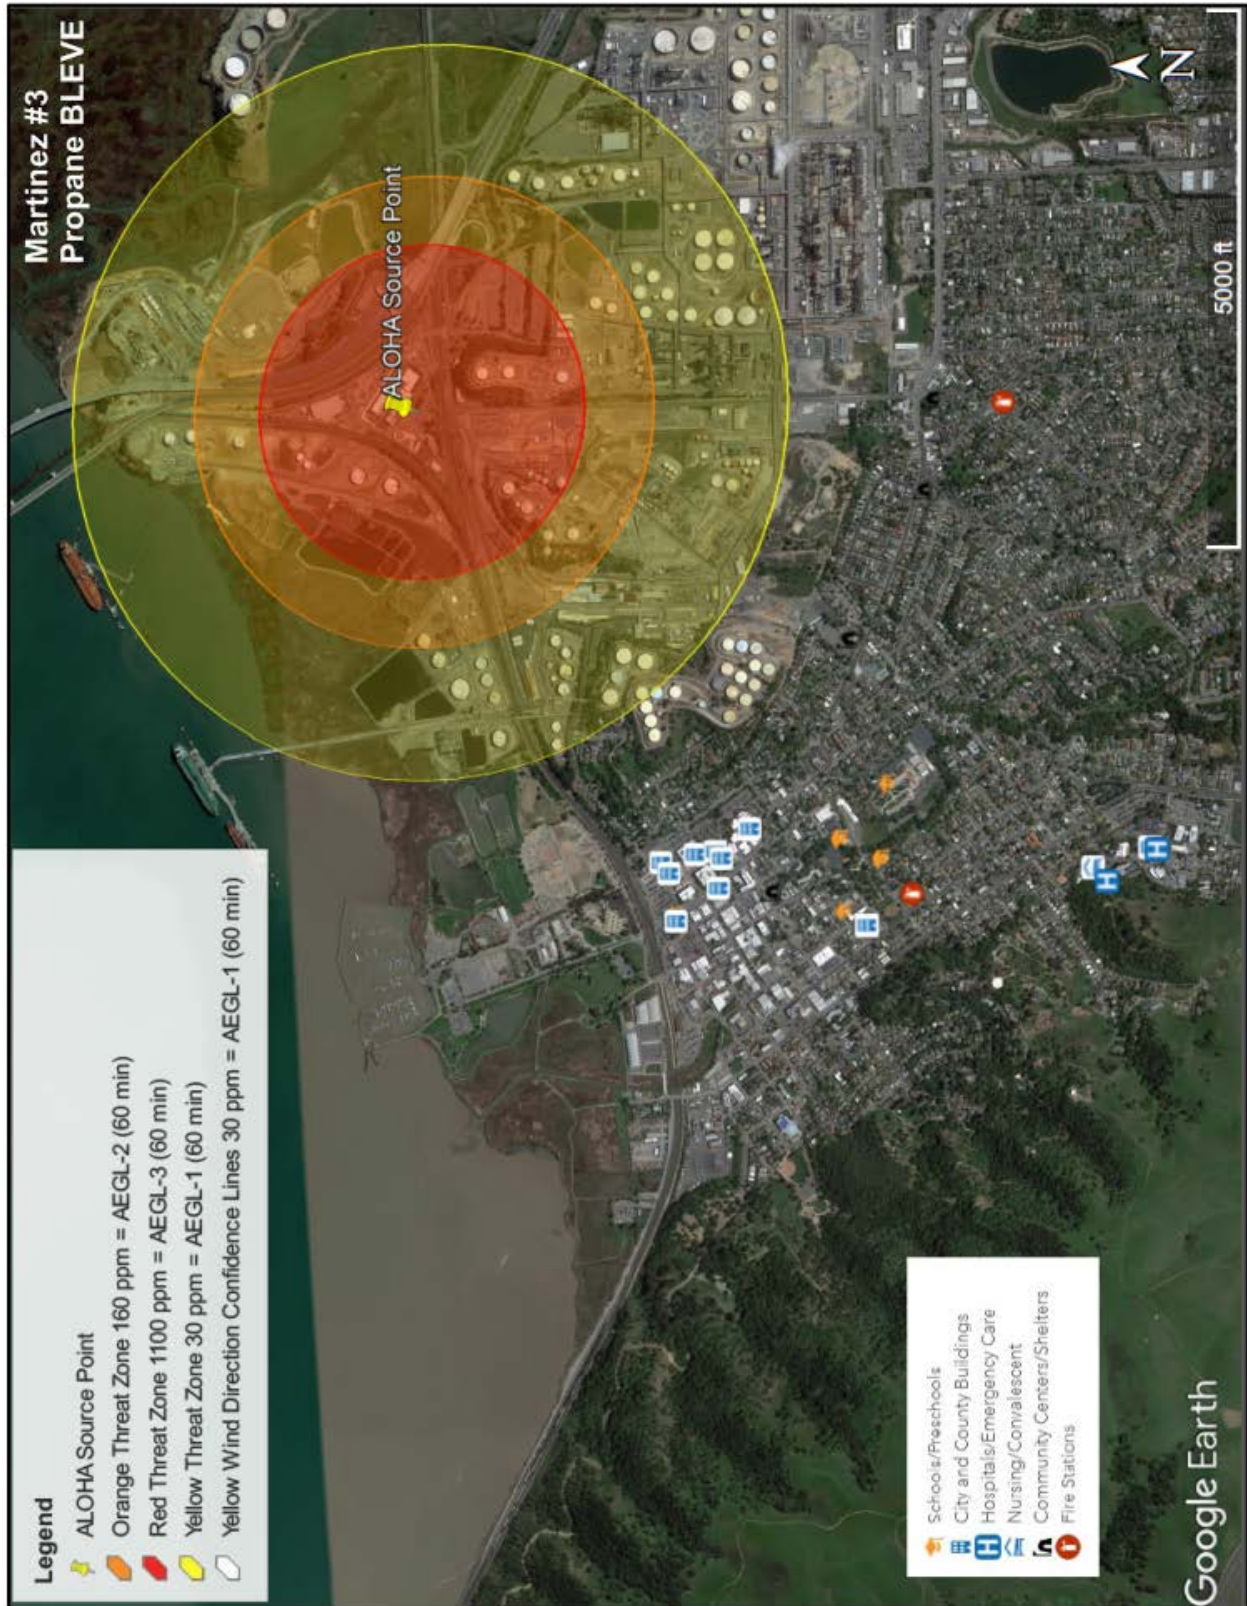 Martinez #3
Propane BLEVE
Legend
ALOHA Source Point
Orange Threat Zone 160 ppm = AEGL-2 (60 min)
Red Threat Zone 1100 ppm = AEGL-3 (60 min)
Yellow Threat Zone 30 ppm = AEGL-1 (60 min)
Yellow Wind Direction Confidence Lines 30 ppm = AEGL-1 (60 min)
ALOHA Source Point
Schools/Preschools
City and County Buildings
Hospitals/Emergency Care
Nursing/Convalescent
Community Centers/Shelters
Fire Stations
H
H
H
Google Earth
N
5000 ft